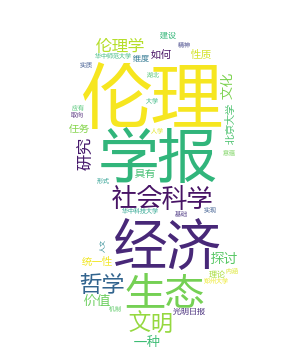 建设
精神
伦理学
如何
华中师范大学
维度
性质
实质
伦理
湖北
文化
大学
应有
取向
北京大学
任务
学报
研究
具有
形式
社会科学
华中科技大学
基础
实现
经济
人文
探讨
统一性
理论
哲学
生态
价值
机制
文明
光明日报
一种